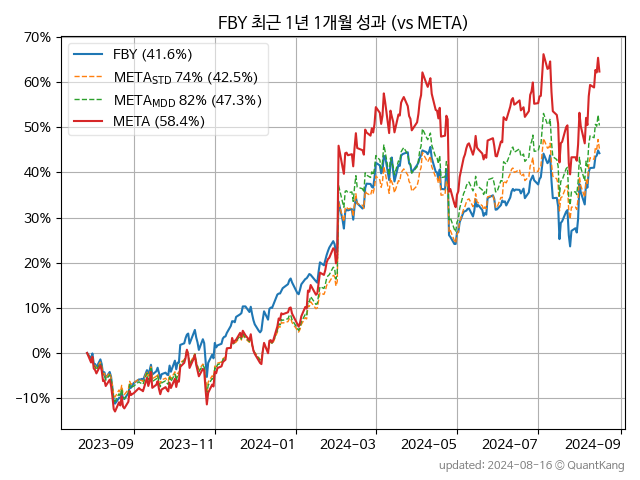 FBY 최근 1년 1개월 성과 (vs META)
70%
60%
50%
40%
30%
20%
10%
0%
−10%
FBY (41.6%)
META_STD 74% (42.5%)
META_MDD 82% (47.3%)
META (58.4%)
2023-09 2023-11 2024-01 2024-03 2024-05 2024-07 2024-09
updated: 2024-08-16 © QuantKang